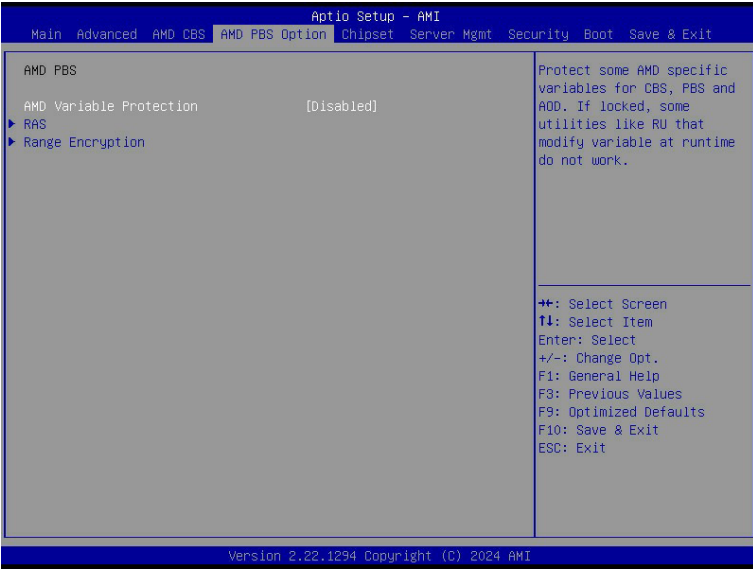 Aptio Setup – AMI
Main Advanced AMD CBS AMD PBS Option Chipset Server Mgmt Security Boot Save & Exit
AMD PBS
AMD Variable Protection [Disabled]
▶ RAS
▶ Range Encryption
Protect some AMD specific
variables for CBS, PBS and
AOD. If locked, some
utilities like RU that
modify variable at runtime
do not work.
→←: Select Screen
↑↓: Select Item
Enter: Select
+/-: Change Opt.
F1: General Help
F3: Previous Values
F9: Optimized Defaults
F10: Save & Exit
ESC: Exit
Version 2.22.1294 Copyright (C) 2024 AMI